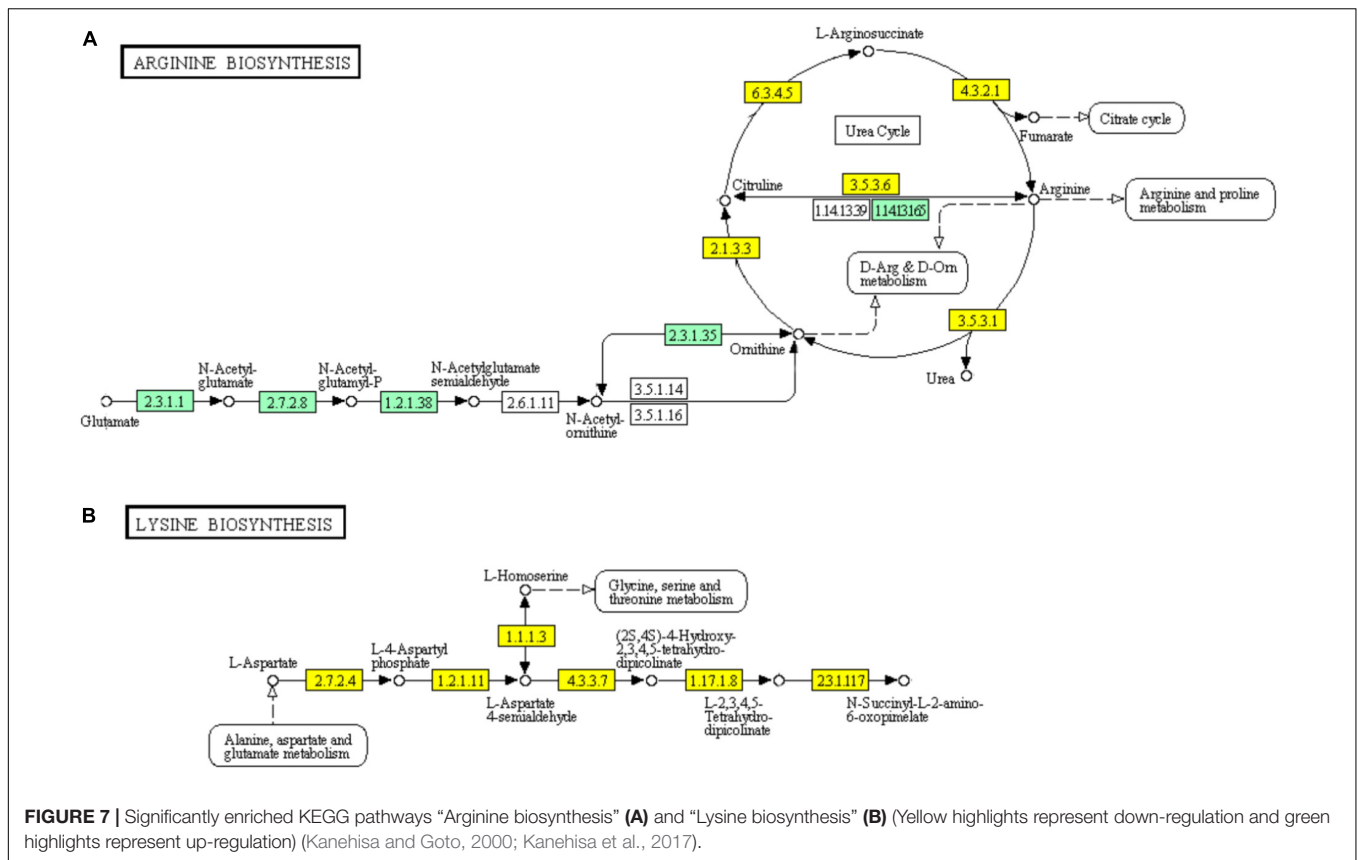 A
ARGININE BIOSYNTHESIS
L-Arginosuccinate
6.3.4.5
4.3.2.1
Urea Cycle
Fumarate
Citrate cycle
Citruline
3.5.3.6
Arginine
1.14.13.39
1.14.13.165
Arginine and proline
metabolism
2.1.3.3
D-Arg & D-Orn
metabolism
3.5.3.1
2.3.1.35
Ornithine
Urea
N-Acetyl-
glutamate
N-Acetyl-
glutamyl-P
N-Acetylglutamate
semialdehyde
2.3.1.1
2.7.2.8
1.2.1.38
2.6.1.11
3.5.1.14
3.5.1.16
Glutamate
N-Acetyl-
ornithine
B
LYSINE BIOSYNTHESIS
L-Homoserine
Glycine, serine and
threonine metabolism
1.1.1.3
(2S,4S)-4-Hydroxy-
2,3,4,5-tetrahydro-
dipicolinate
L-4-Aspartyl
phosphate
L-Aspartate
2.7.2.4
1.2.1.11
4.3.3.7
1.17.1.8
2.3.1.117
L-Aspartate
4-semialdehyde
L-2,3,4,5-
Tetrahydro-
dipicolinate
N-Succinyl-L-2-amino-
6-oxopimelate
Alanine, aspartate and
glutamate metabolism
FIGURE 7 | Significantly enriched KEGG pathways “Arginine biosynthesis” (A) and “Lysine biosynthesis” (B) (Yellow highlights represent down-regulation and green
highlights represent up-regulation) (Kanehisa and Goto, 2000; Kanehisa et al., 2017).